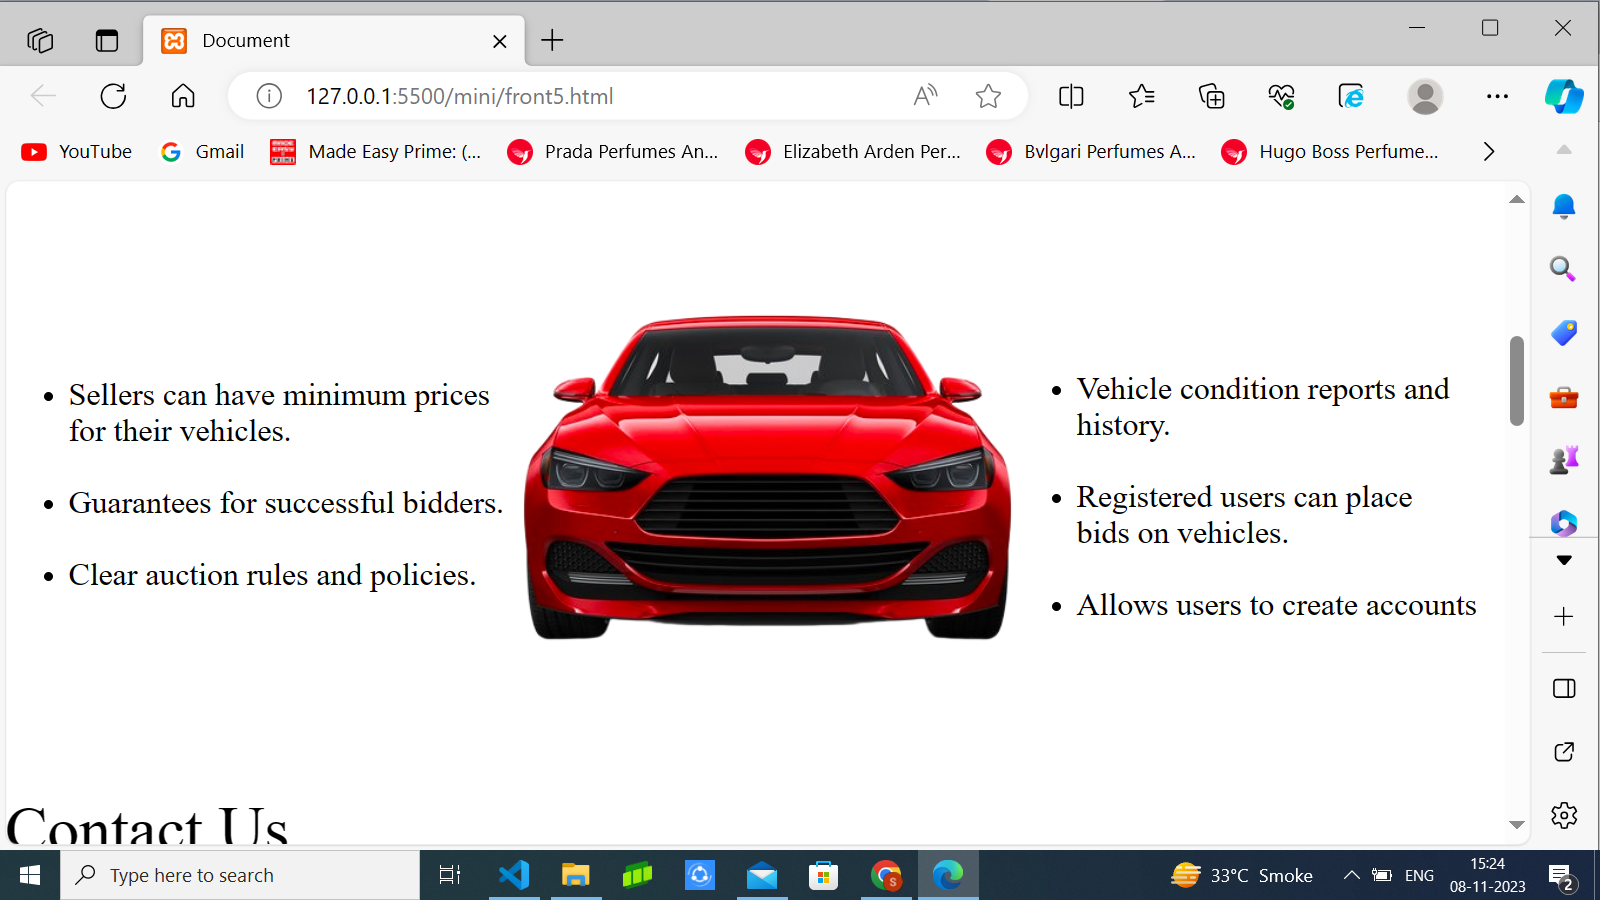 Document
127.0.0.1:5500/mini/front5.html
YouTube
Gmail
Made Easy Prime: (...
Prada Perfumes An...
Elizabeth Arden Per...
Bvlgari Perfumes A...
Hugo Boss Perfume...
Sellers can have minimum prices
for their vehicles.
Guarantees for successful bidders.
Clear auction rules and policies.
Vehicle condition reports and
history.
Registered users can place
bids on vehicles.
Allows users to create accounts
Contact Us
Type here to search
33°C Smoke
ENG
15:24
08-11-2023
2